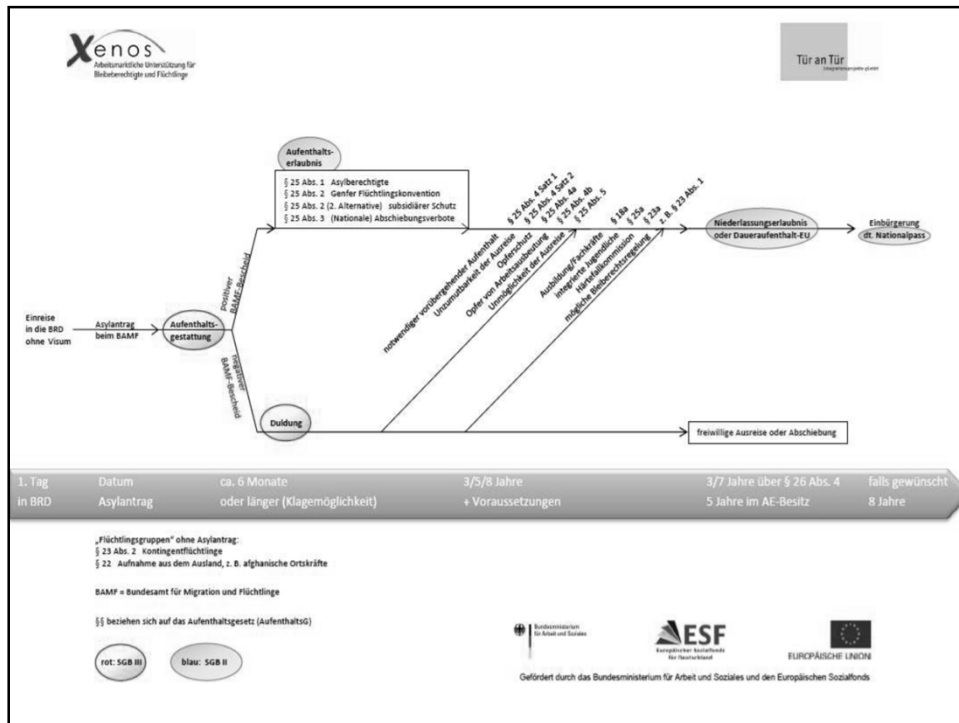 Xenos
Arbeitsmarktliche Unterstützung für
Bleibeberechtigte und Flüchtlinge
Tür an Tür
Integrationsprojekte gGmbH
Aufenthalts-
erlaubnis
§ 25 Abs. 1 Asylberechtigte
§ 25 Abs. 2 Genfer Flüchtlingskonvention
§ 25 Abs. 2 (2. Alternative) subsidiärer Schutz
§ 25 Abs. 3 (Nationale) Abschiebungsverbote
notwendiger vorübergehender Aufenthalt § 25 Abs. 4 Satz 1
Unzumutbarkeit der Ausreise § 25 Abs. 4 Satz 2
Opferschutz § 25 Abs. 4a
Opfer von Arbeitsausbeutung § 25 Abs. 4b
Unmöglichkeit der Ausreise § 25 Abs. 5
Ausbildung/Fachkräfte § 18a
integrierte Jugendliche § 25a
Härtefallkommission § 23a
mögliche Bleiberechtsregelung z. B. § 23 Abs. 1
Niederlassungserlaubnis
oder Daueraufenthalt-EU
Einbürgerung
dt. Nationalpass
positiver
BAMF-Bescheid
Einreise
in die BRD
ohne Visum
Asylantrag
beim BAMF
Aufenthalts-
gestattung
negativer
BAMF-Bescheid
Duldung
freiwillige Ausreise oder Abschiebung
1. Tag Datum ca. 6 Monate 3/5/8 Jahre 3/7 Jahre über § 26 Abs. 4 falls gewünscht
in BRD Asylantrag oder länger (Klagemöglichkeit) + Voraussetzungen 5 Jahre im AE-Besitz 8 Jahre
„Flüchtlingsgruppen" ohne Asylantrag:
§ 23 Abs. 2 Kontingentflüchtlinge
§ 22 Aufnahme aus dem Ausland, z. B. afghanische Ortskräfte
BAMF = Bundesamt für Migration und Flüchtlinge
§§ beziehen sich auf das Aufenthaltsgesetz (AufenthaltsG)
rot: SGB III
blau: SGB II
Bundesministerium
für Arbeit und Soziales
ESF
Europäischer Sozialfonds
für Deutschland
EUROPÄISCHE UNION
Gefördert durch das Bundesministerium für Arbeit und Soziales und den Europäischen Sozialfonds